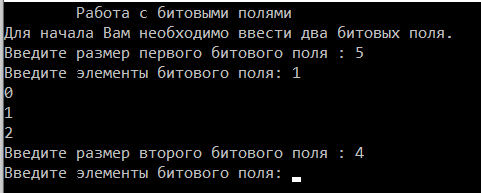 Работа с битовыми полями
Для начала Вам необходимо ввести два битовых поля.
Введите размер первого битового поля : 5
Введите элементы битового поля: 1
0
1
2
Введите размер второго битового поля : 4
Введите элементы битового поля: